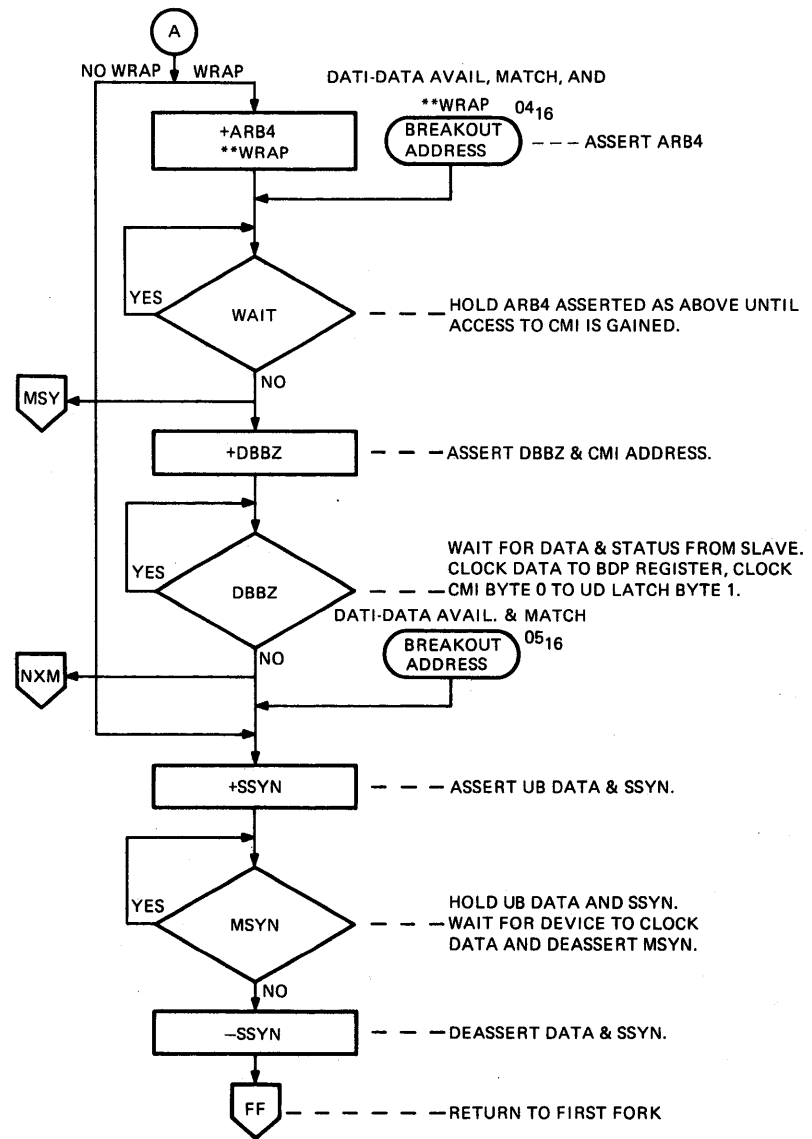 A
NO WRAP WRAP
DATI-DATA AVAIL, MATCH, AND
**WRAP 04₁₆
+ARB4
**WRAP
BREAKOUT
ADDRESS
ASSERT ARB4
YES
WAIT
HOLD ARB4 ASSERTED AS ABOVE UNTIL
ACCESS TO CMI IS GAINED.
NO
MSY
+DBBZ
ASSERT DBBZ & CMI ADDRESS.
YES
DBBZ
WAIT FOR DATA & STATUS FROM SLAVE.
CLOCK DATA TO BDP REGISTER, CLOCK
CMI BYTE 0 TO UD LATCH BYTE 1.
DATI-DATA AVAIL. & MATCH
NO
BREAKOUT
ADDRESS
05₁₆
NXM
+SSYN
ASSERT UB DATA & SSYN.
YES
MSYN
HOLD UB DATA AND SSYN.
WAIT FOR DEVICE TO CLOCK
DATA AND DEASSERT MSYN.
NO
–SSYN
DEASSERT DATA & SSYN.
FF
RETURN TO FIRST FORK